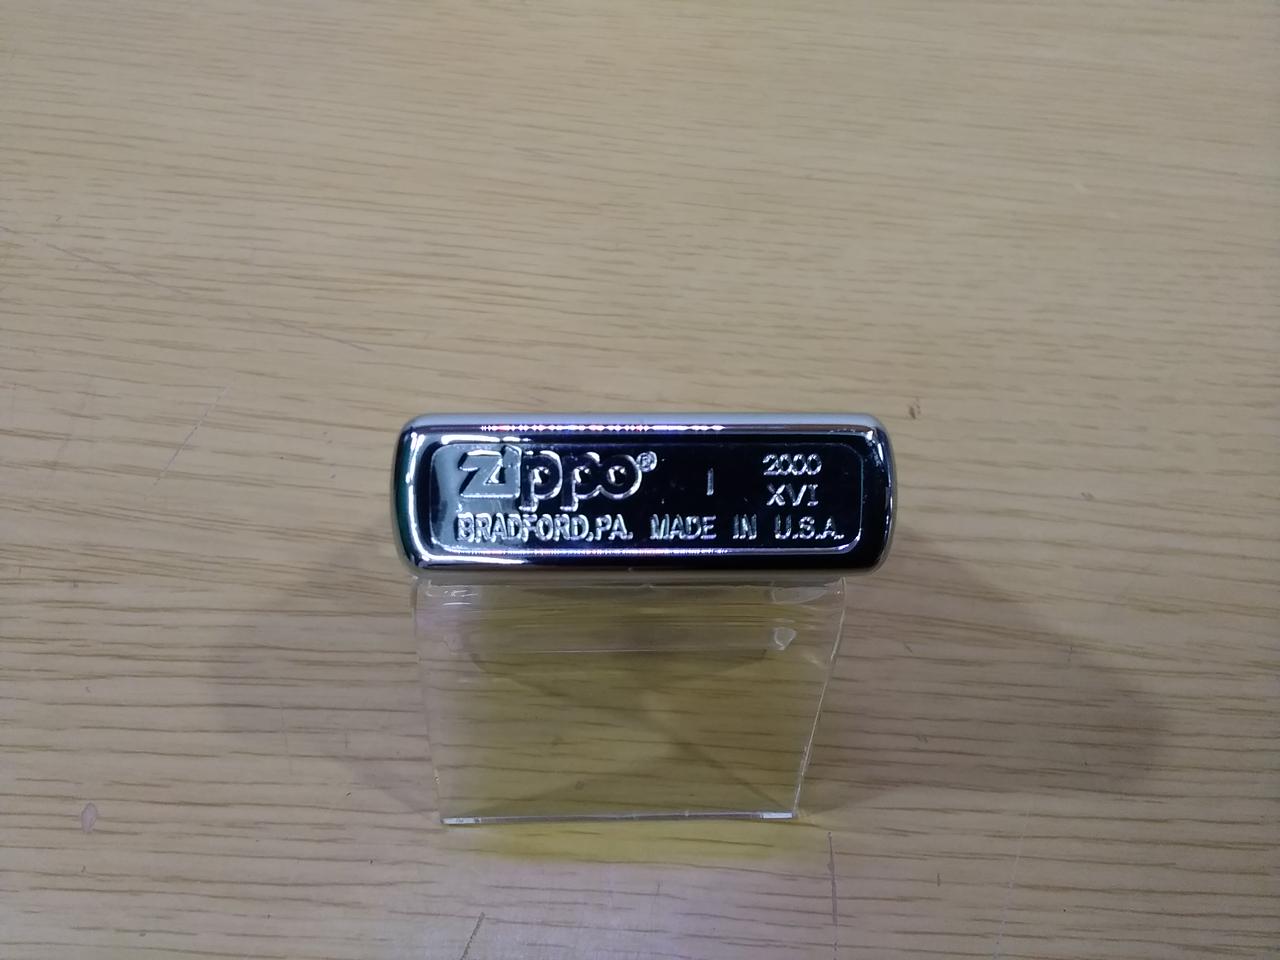 Zippo® I 2000
XVI
BRADFORD,PA. MADE IN U.S.A.